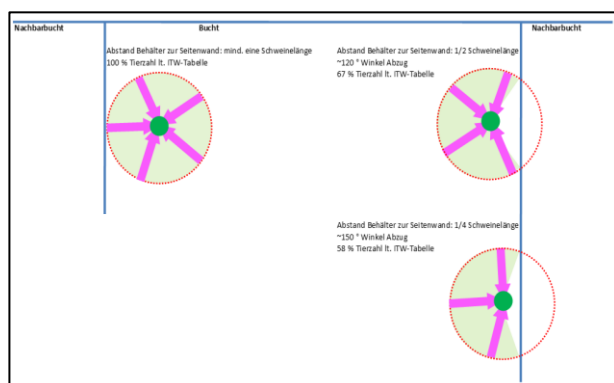 Nachbarbucht
Bucht
Nachbarbucht
Abstand Behälter zur Seitenwand: mind. eine Schweinelänge
100 % Tierzahl lt. ITW-Tabelle
Abstand Behälter zur Seitenwand: 1/2 Schweinelänge
~120 ° Winkel Abzug
67 % Tierzahl lt. ITW-Tabelle
Abstand Behälter zur Seitenwand: 1/4 Schweinelänge
~150 ° Winkel Abzug
58 % Tierzahl lt. ITW-Tabelle